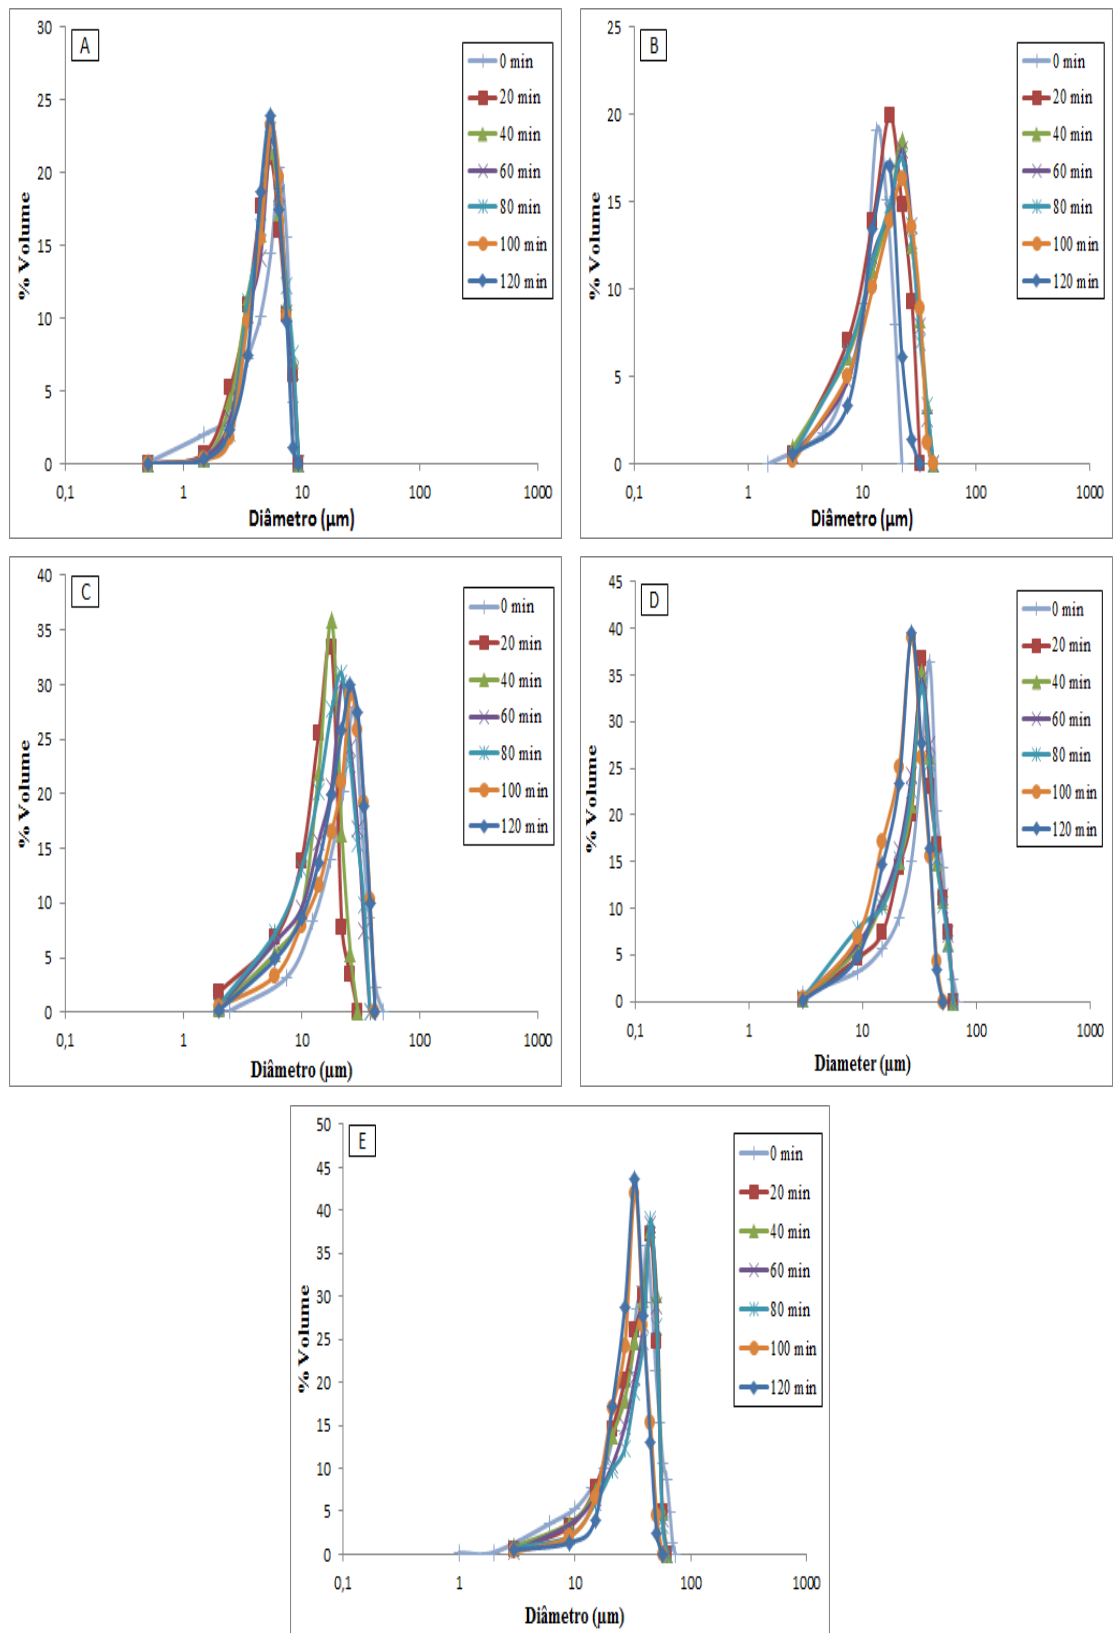 A
% Volume
30
25
20
15
10
5
0
0,1 1 10 100 1000
Diâmetro (µm)
0 min
20 min
40 min
60 min
80 min
100 min
120 min
B
% Volume
25
20
15
10
5
0
0,1 1 10 100 1000
Diâmetro (µm)
0 min
20 min
40 min
60 min
80 min
100 min
120 min
C
% Volume
40
35
30
25
20
15
10
5
0
0,1 1 10 100 1000
Diâmetro (µm)
0 min
20 min
40 min
60 min
80 min
100 min
120 min
D
% Volume
45
40
35
30
25
20
15
10
5
0
0,1 1 10 100 1000
Diameter (µm)
0 min
20 min
40 min
60 min
80 min
100 min
120 min
E
% Volume
50
45
40
35
30
25
20
15
10
5
0
0,1 1 10 100 1000
Diâmetro (µm)
0 min
20 min
40 min
60 min
80 min
100 min
120 min